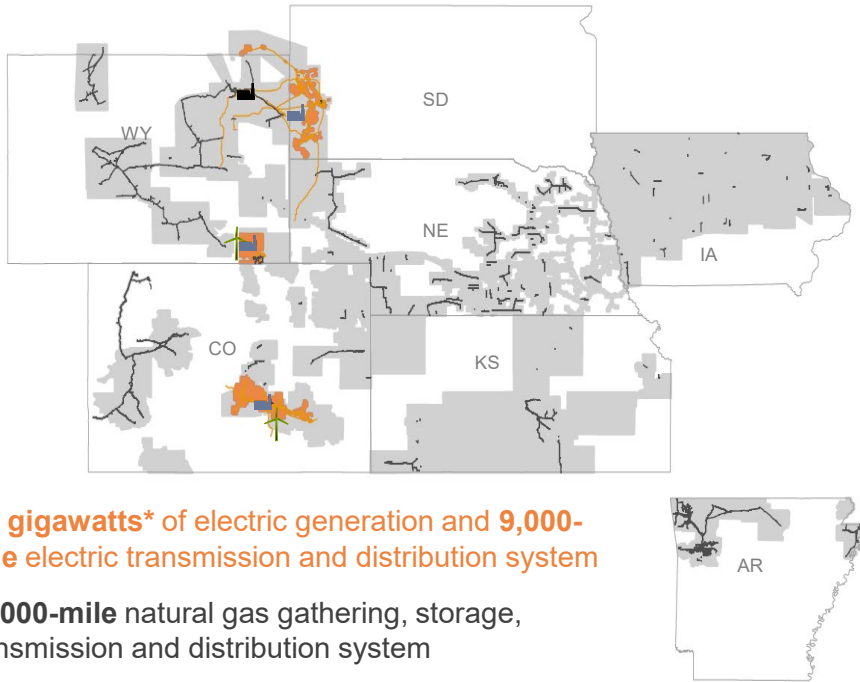 SD
WY
NE
IA
CO
KS
gigawatts* of electric generation and 9,000-
electric transmission and distribution system
AR
000-mile natural gas gathering, storage,
transmission and distribution system